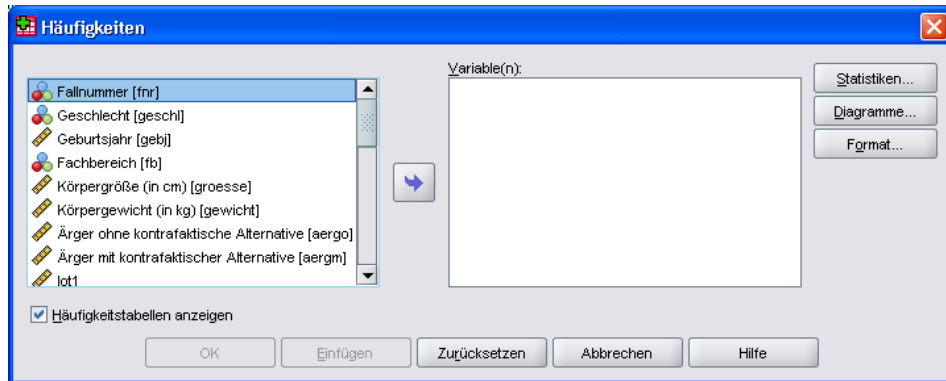 Häufigkeiten
Variable(n):
Fallnummer [fnr]
Geschlecht [geschl]
Geburtsjahr [gebj]
Fachbereich [fb]
Körpergröße (in cm) [groesse]
Körpergewicht (in kg) [gewicht]
Ärger ohne kontrafaktische Alternative [aergo]
Ärger mit kontrafaktischer Alternative [aergm]
lot1
Statistiken...
Diagramme...
Format...
Häufigkeitstabellen anzeigen
OK
Einfügen
Zurücksetzen
Abbrechen
Hilfe